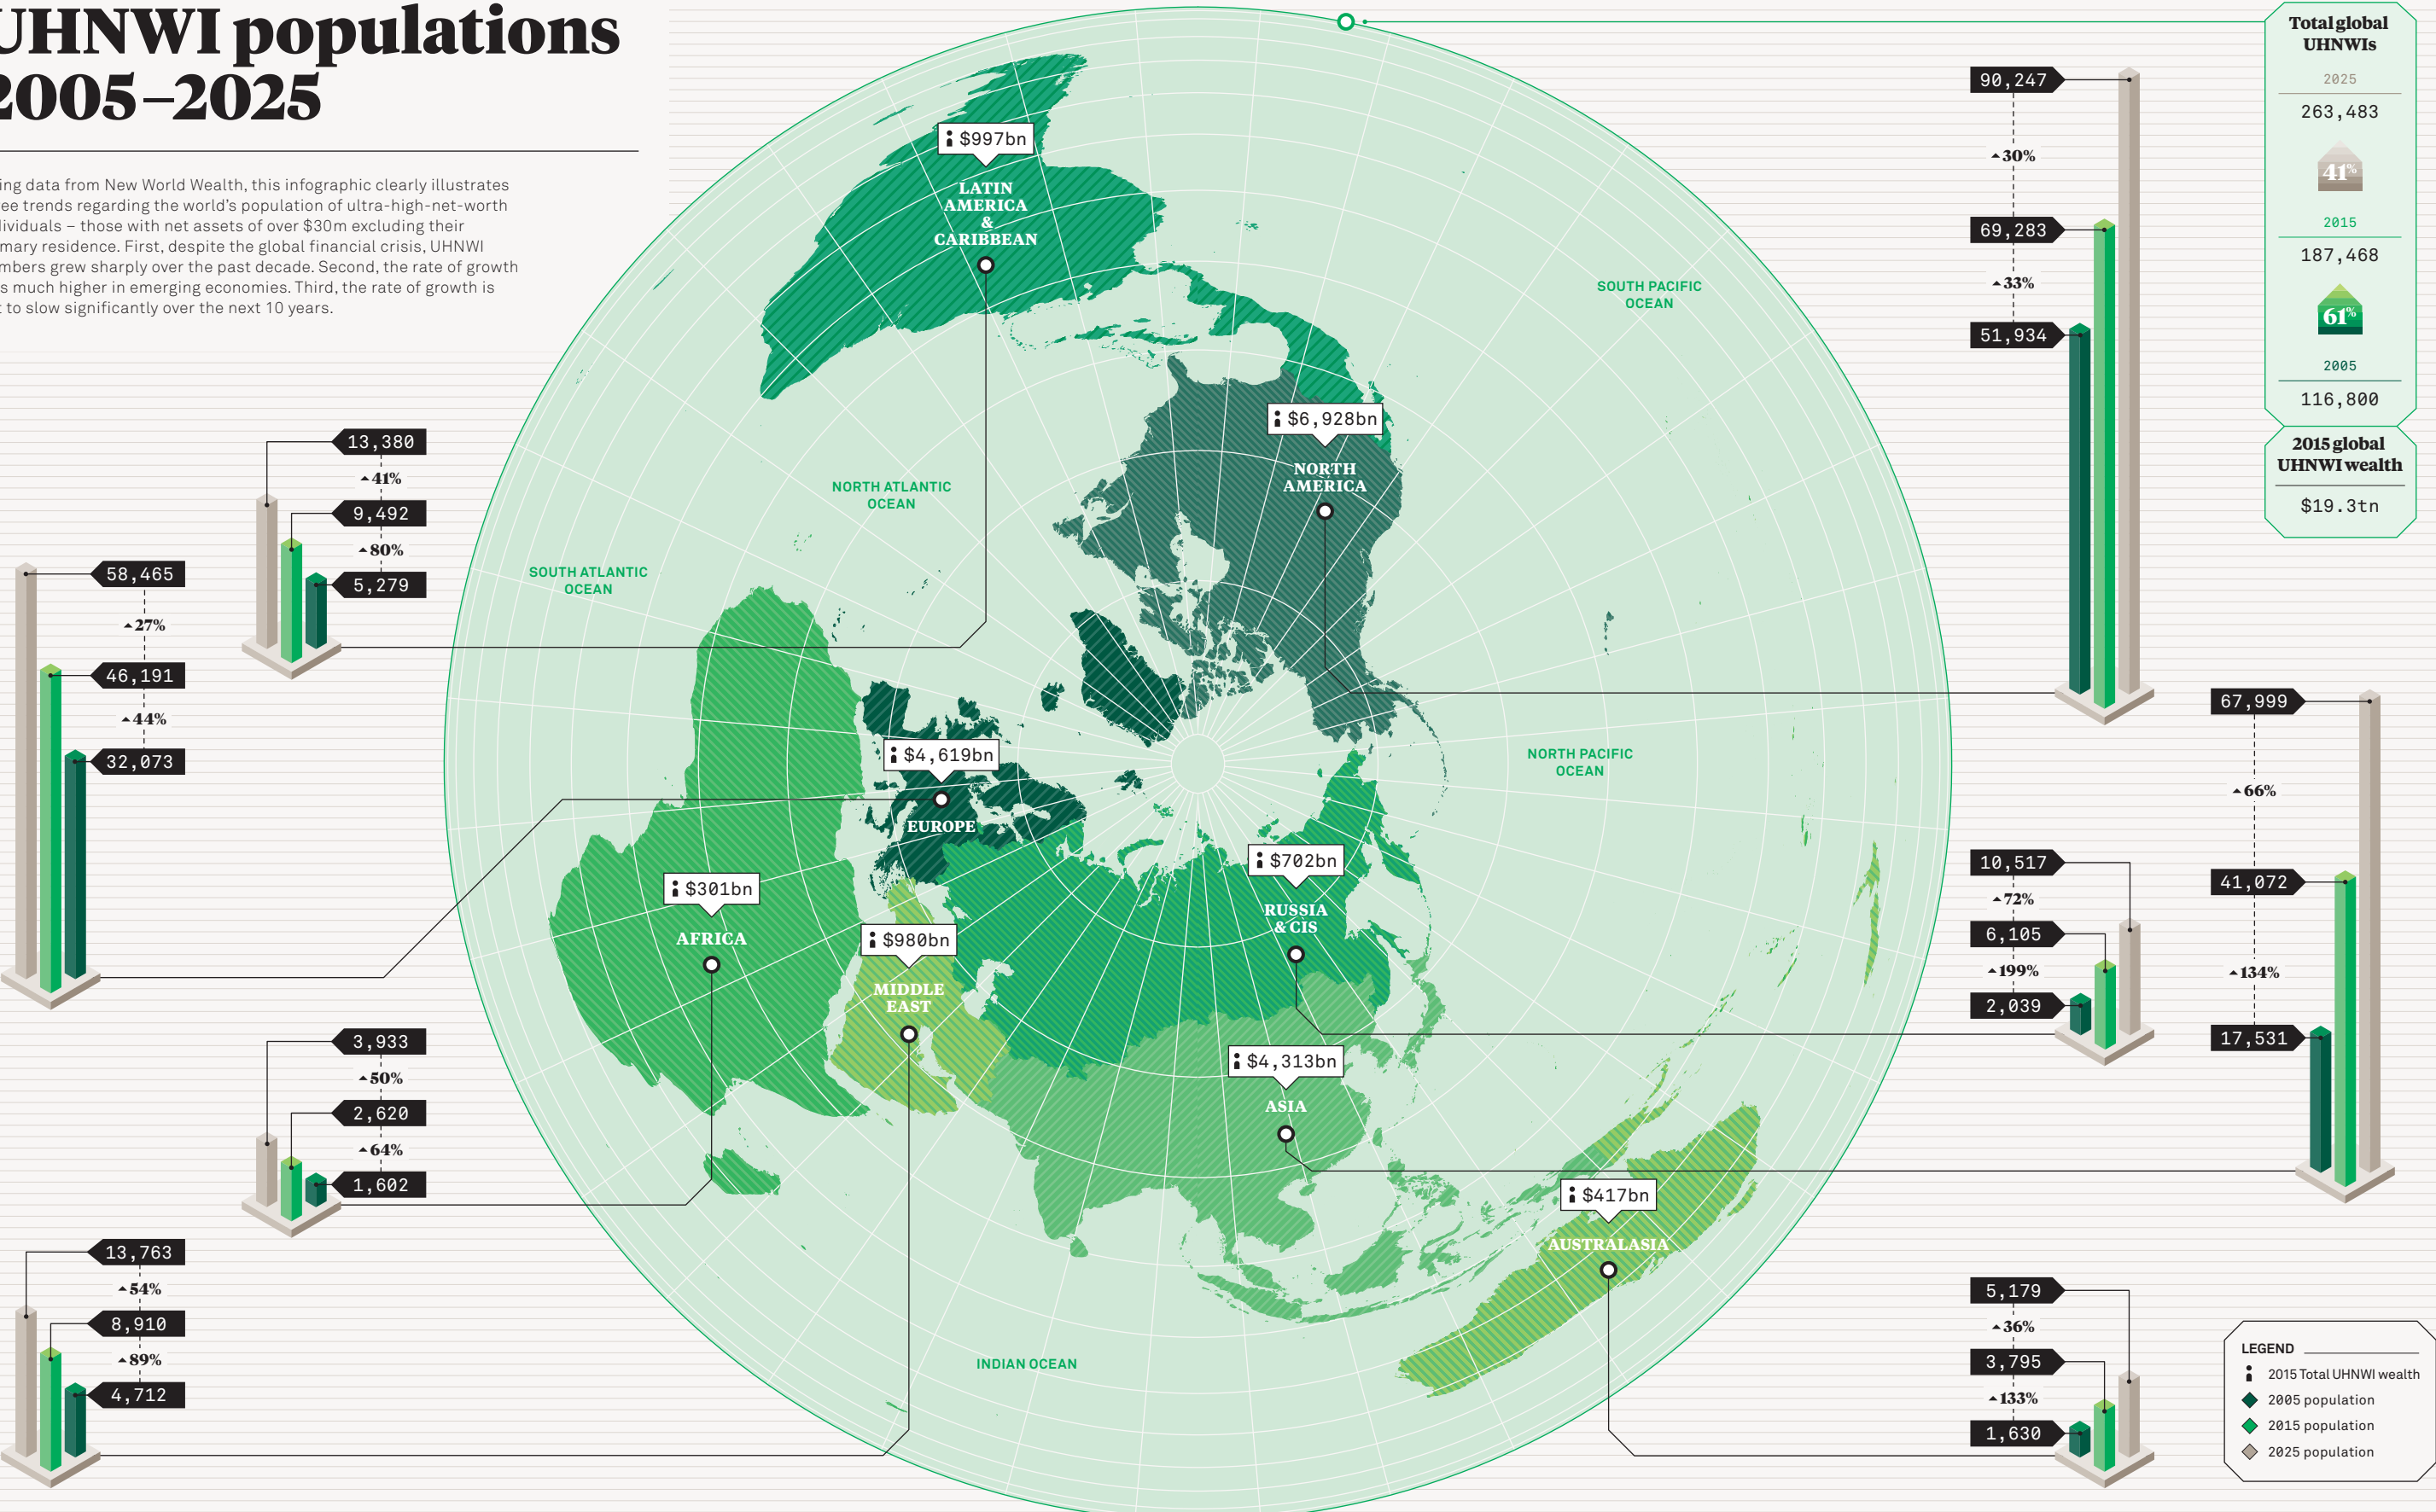 UHNWI populations
2005–2025
data from New World Wealth, this infographic clearly illustrates
trends regarding the world’s population of ultra-high-net-worth
– those with net assets of over $30m excluding their
residence. First, despite the global financial crisis, UHNWI
grew sharply over the past decade. Second, the rate of growth
much higher in emerging economies. Third, the rate of growth is
to slow significantly over the next 10 years.
13,380
41%
9,492
80%
5,279
58,465
27%
46,191
44%
32,073
3,933
50%
2,620
64%
1,602
13,763
54%
8,910
89%
4,712
$997bn
LATIN
AMERICA
&
CARIBBEAN
$6,928bn
NORTH
AMERICA
SOUTH PACIFIC
OCEAN
NORTH ATLANTIC
OCEAN
SOUTH ATLANTIC
OCEAN
$4,619bn
EUROPE
NORTH PACIFIC
OCEAN
$301bn
AFRICA
$980bn
MIDDLE
EAST
$702bn
RUSSIA
& CIS
$4,313bn
ASIA
$417bn
AUSTRALASIA
INDIAN OCEAN
90,247
30%
69,283
33%
51,934
67,999
66%
41,072
134%
17,531
10,517
72%
6,105
199%
2,039
5,179
36%
3,795
133%
1,630
Total global
UHNWIs
2025
263,483
41%
2015
187,468
61%
2005
116,800
2015 global
UHNWI wealth
$19.3tn
LEGEND
2015 Total UHNWI wealth
2005 population
2015 population
2025 population